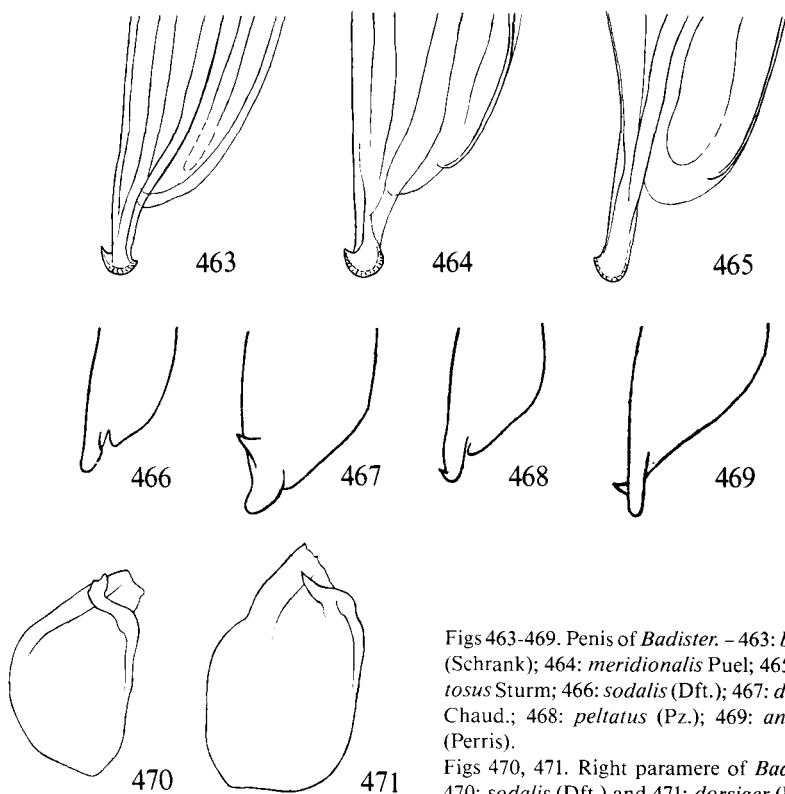 463
464
465
466
467
468
469
470
471
Figs 463-469. Penis of Badister. – 463:
(Schrank); 464: meridionalis Puel; 465
tosus Sturm; 466: sodalis (Dft.); 467:
Chaud.; 468: peltatus (Pz.); 469:
(Perris).
Figs 470, 471. Right paramere of
470: sodalis (Dft.) and 471: dorsiger